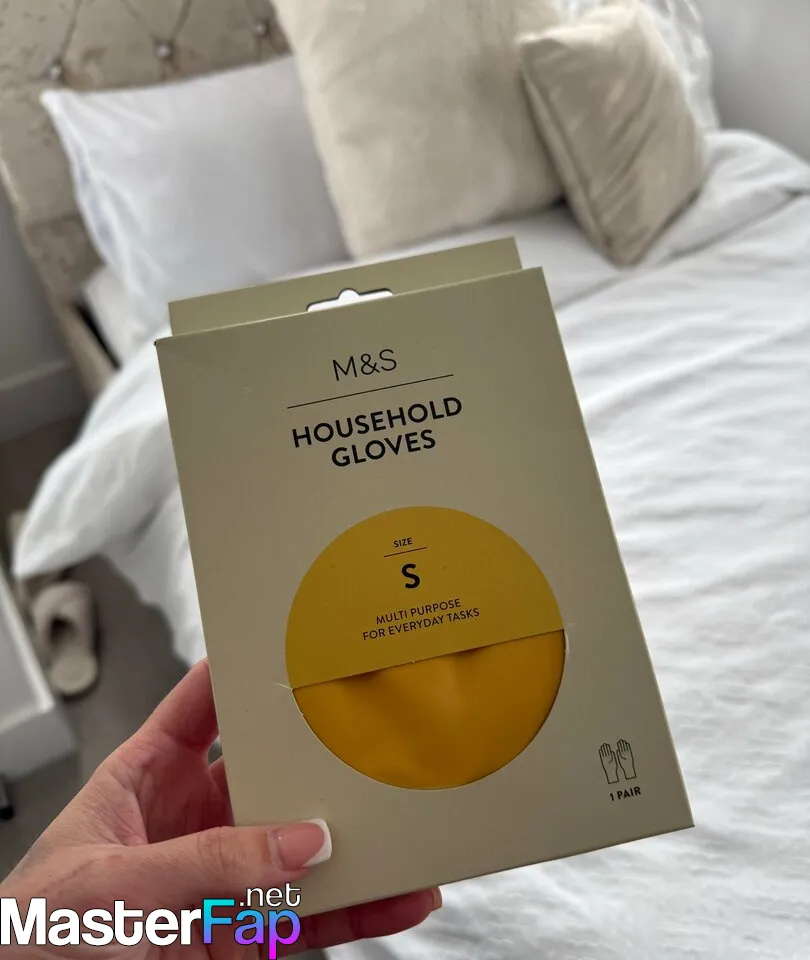 M&S
HOUSEHOLD
GLOVES
SIZE
S
MULTI PURPOSE
FOR EVERYDAY TASKS
1 PAIR
MasterFap.net